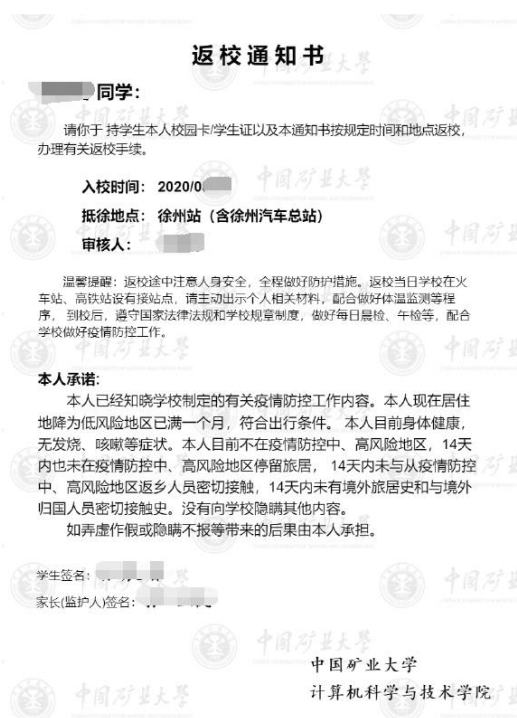 返校通知书
同学：
请你于 持学生本人校园卡/学生证以及本通知书按规定时间和地点返校，
办理有关返校手续。
入校时间： 2020/0
抵徐地点： 徐州站（含徐州汽车总站）
审核人：
温馨提醒：返校途中注意人身安全，全程做好防护措施。返校当日学校在火
车站、高铁站设有接站点，请主动出示个人相关材料，配合做好体温监测等程
序， 到校后，遵守国家法律法规和学校规章制度，做好每日晨检、午检等，配合
学校做好疫情防控工作。
本人承诺：
本人已经知晓学校制定的有关疫情防控工作内容。本人现在居住
地降为低风险地区已满一个月，符合出行条件。 本人目前身体健康，
无发烧、咳嗽等症状。本人目前不在疫情防控中、高风险地区，14天
内也未在疫情防控中、高风险地区停留旅居， 14天内未与从疫情防控
中、高风险地区返乡人员密切接触，14天内未有境外旅居史和与境外
归国人员密切接触史。没有向学校隐瞒其他内容。
如弄虚作假或隐瞒不报等带来的后果由本人承担。
学生签名：
家长(监护人)签名：
中国矿业大学
计算机科学与技术学院